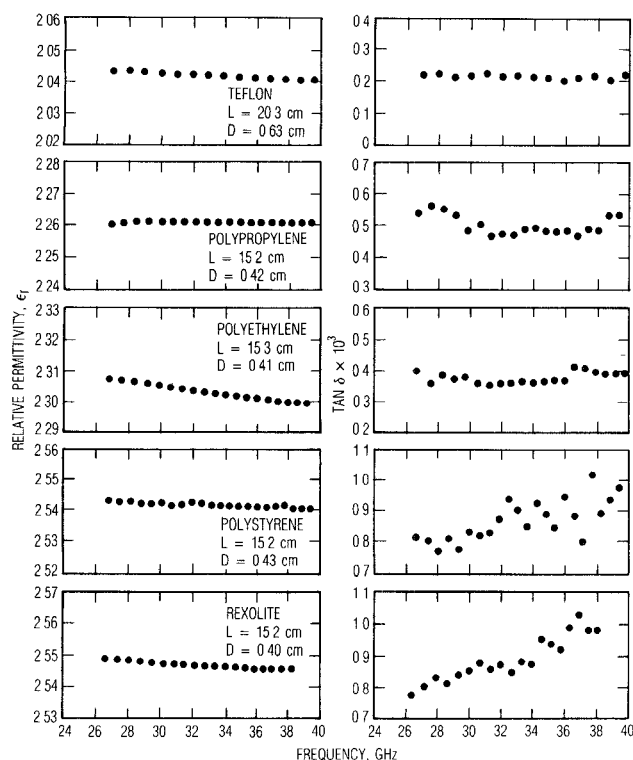 2 06
2.05
2.04
2.03
2 02
TEFLON
L = 20 3 cm
D = 0 63 cm
0 4
0.3
0.2
0.1
0
2.28
2.27
2.26
2.25
2 24
POLYPROPYLENE
L = 15 2 cm
D = 0 42 cm
0.7
0.6
0.5
0.4
0.3
RELATIVE PERMITTIVITY, εr
2.33
2.31
2.30
2 29
POLYETHYLENE
L = 15 3 cm
D = 0 41 cm
TAN δ × 10³
0.6
0.5
0.4
0.3
0.2
2 56
2.54
2.53
2 52
POLYSTYRENE
L = 15 2 cm
D = 0 43 cm
1.1
1.0
0.9
0.8
0.7
2.57
2.55
2.54
2 53
REXOLITE
L = 15 2 cm
D = 0 40 cm
1.1
1.0
0.9
0.8
0.7
24 26 28 30 32 34 36 38 40
24 26 28 30 32 34 36 38 40
FREQUENCY, GHz